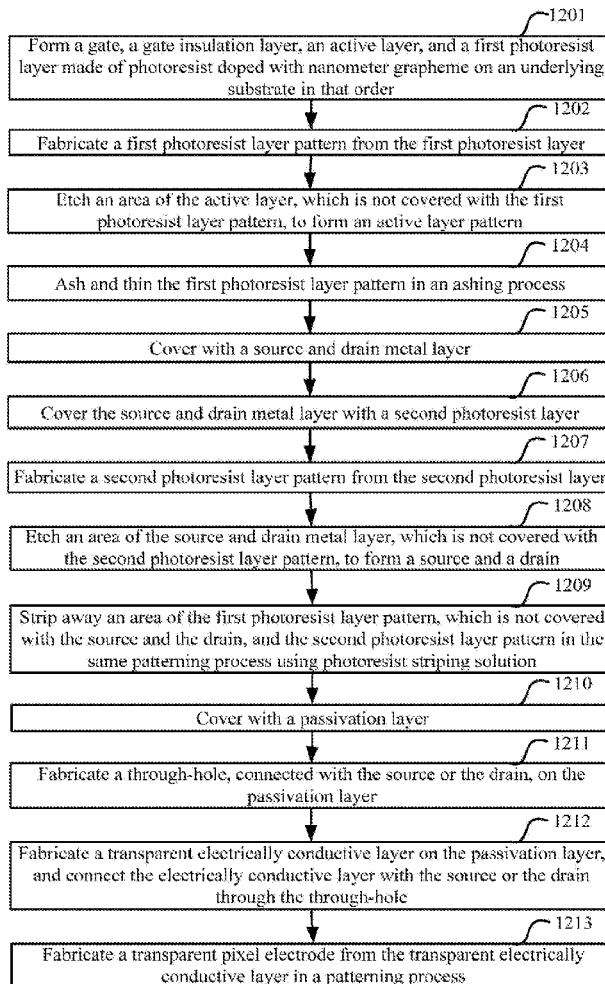 1201
Form a gate, a gate insulation layer, an active layer, and a first photoresist
layer made of photoresist doped with nanometer grapheme on an underlying
substrate in that order
1202
Fabricate a first photoresist layer pattern from the first photoresist layer
1203
Etch an area of the active layer, which is not covered with the first
photoresist layer pattern, to form an active layer pattern
1204
Ash and thin the first photoresist layer pattern in an ashing process
1205
Cover with a source and drain metal layer
1206
Cover the source and drain metal layer with a second photoresist layer
1207
Fabricate a second photoresist layer pattern from the second photoresist layer
1208
Etch an area of the source and drain metal layer, which is not covered with
the second photoresist layer pattern, to form a source and a drain
1209
Strip away an area of the first photoresist layer pattern, which is not covered
with the source and the drain, and the second photoresist layer pattern in the
same patterning process using photoresist striping solution
1210
Cover with a passivation layer
1211
Fabricate a through-hole, connected with the source or the drain, on the
passivation layer
1212
Fabricate a transparent electrically conductive layer on the passivation layer,
and connect the electrically conductive layer with the source or the drain
through the through-hole
1213
Fabricate a transparent pixel electrode from the transparent electrically
conductive layer in a patterning process